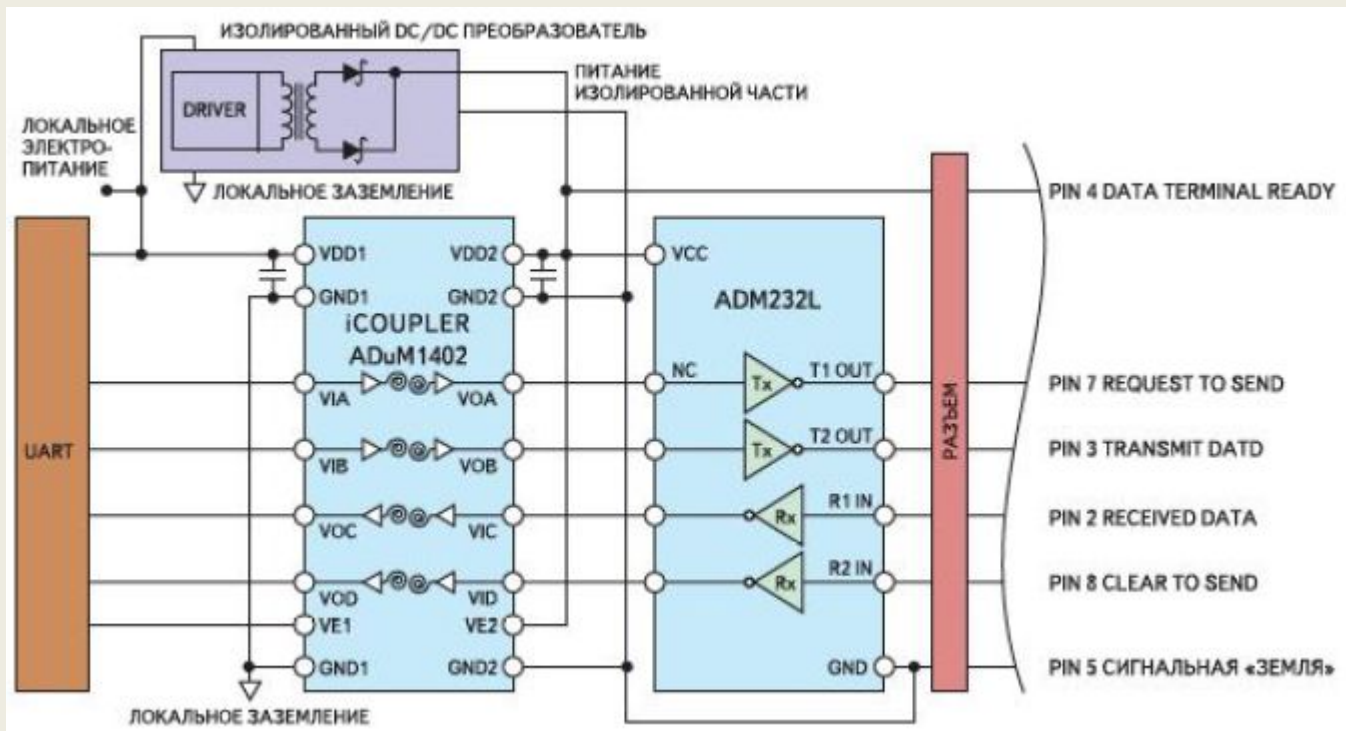 ИЗОЛИРОВАННЫЙ DC/DC ПРЕОБРАЗОВАТЕЛЬ
DRIVER
ПИТАНИЕ
ИЗОЛИРОВАННОЙ ЧАСТИ
ЛОКАЛЬНОЕ
ЭЛЕКТРО-
ПИТАНИЕ
ЛОКАЛЬНОЕ ЗАЗЕМЛЕНИЕ
UART
VDD1
VDD2
GND1
GND2
iCOUPLER
ADuM1402
VIA
VOA
VIB
VOB
VOC
VIC
VOD
VID
VE1
VE2
GND1
GND2
ЛОКАЛЬНОЕ ЗАЗЕМЛЕНИЕ
VCC
ADM232L
NC
Tx
T1 OUT
Tx
T2 OUT
Rx
R1 IN
Rx
R2 IN
GND
РАЗЪЕМ
PIN 4 DATA TERMINAL READY
PIN 7 REQUEST TO SEND
PIN 3 TRANSMIT DATD
PIN 2 RECEIVED DATA
PIN 8 CLEAR TO SEND
PIN 5 СИГНАЛЬНАЯ «ЗЕМЛЯ»